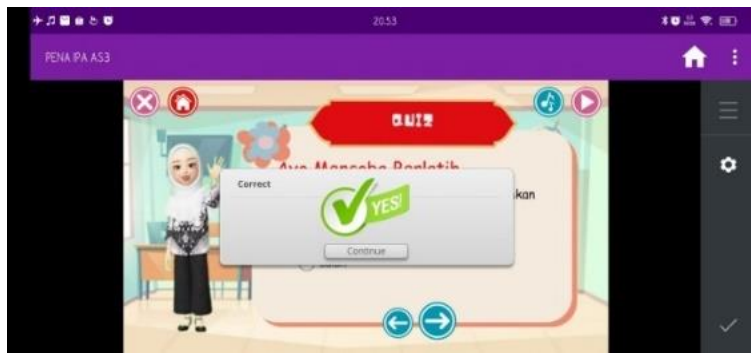 20.53
PENA IPA AS3
QUIZ
Ayo Mencoba Berlatih
kan
Correct
YES!
Continue